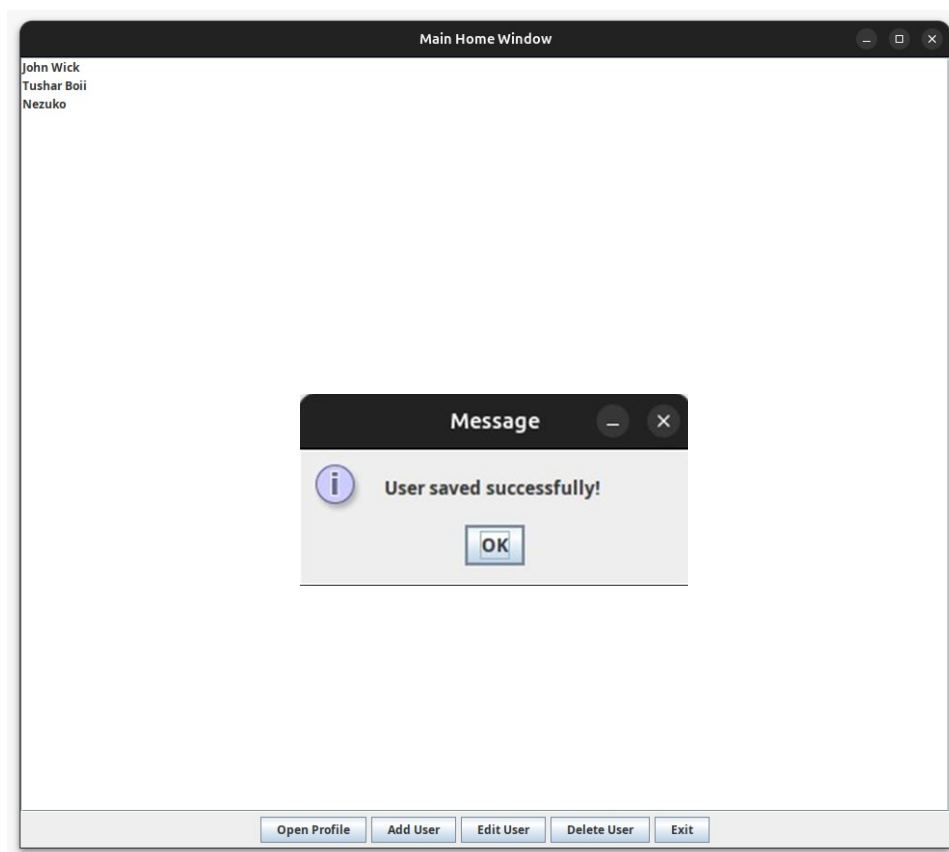 Main Home Window
John Wick
Tushar Boii
Nezuko
Message
i
User saved successfully!
OK
Open Profile Add User Edit User Delete User Exit